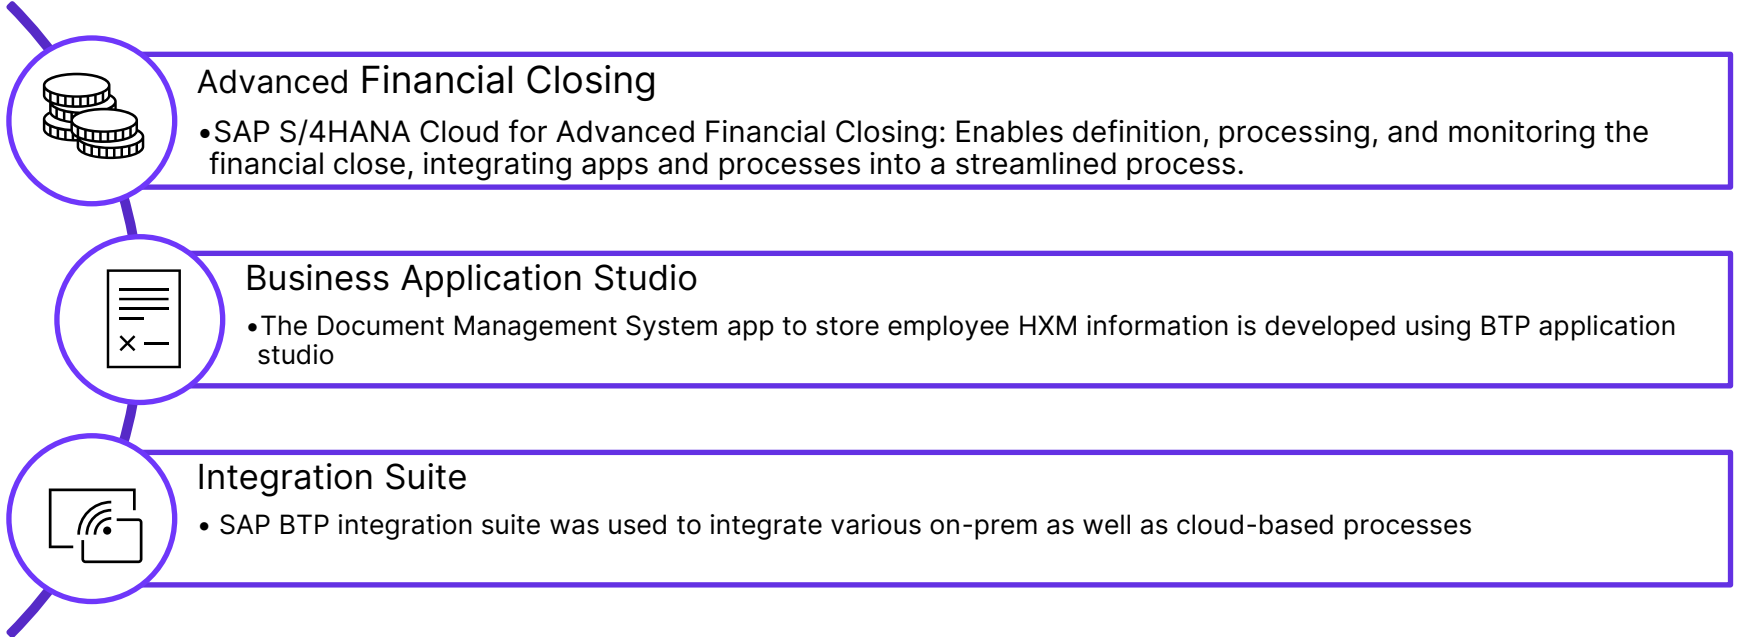 Advanced Financial Closing
•SAP S/4HANA Cloud for Advanced Financial Closing: Enables definition, processing, and monitoring the
financial close, integrating apps and processes into a streamlined process.
Business Application Studio
•The Document Management System app to store employee HXM information is developed using BTP application
studio
Integration Suite
• SAP BTP integration suite was used to integrate various on-prem as well as cloud-based processes